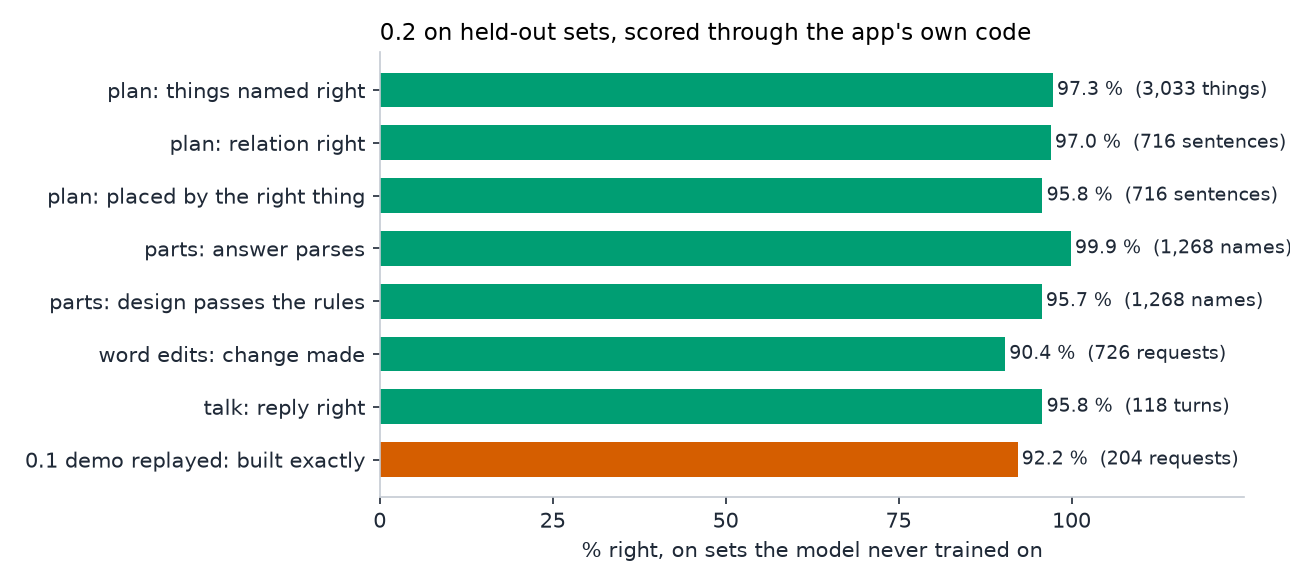 0.2 on held-out sets, scored through the app's own code
plan: things named right 97.3 % (3,033 things)
plan: relation right 97.0 % (716 sentences)
plan: placed by the right thing 95.8 % (716 sentences)
parts: answer parses 99.9 % (1,268 names)
parts: design passes the rules 95.7 % (1,268 names)
word edits: change made 90.4 % (726 requests)
talk: reply right 95.8 % (118 turns)
0.1 demo replayed: built exactly 92.2 % (204 requests)
0 25 50 75 100
% right, on sets the model never trained on